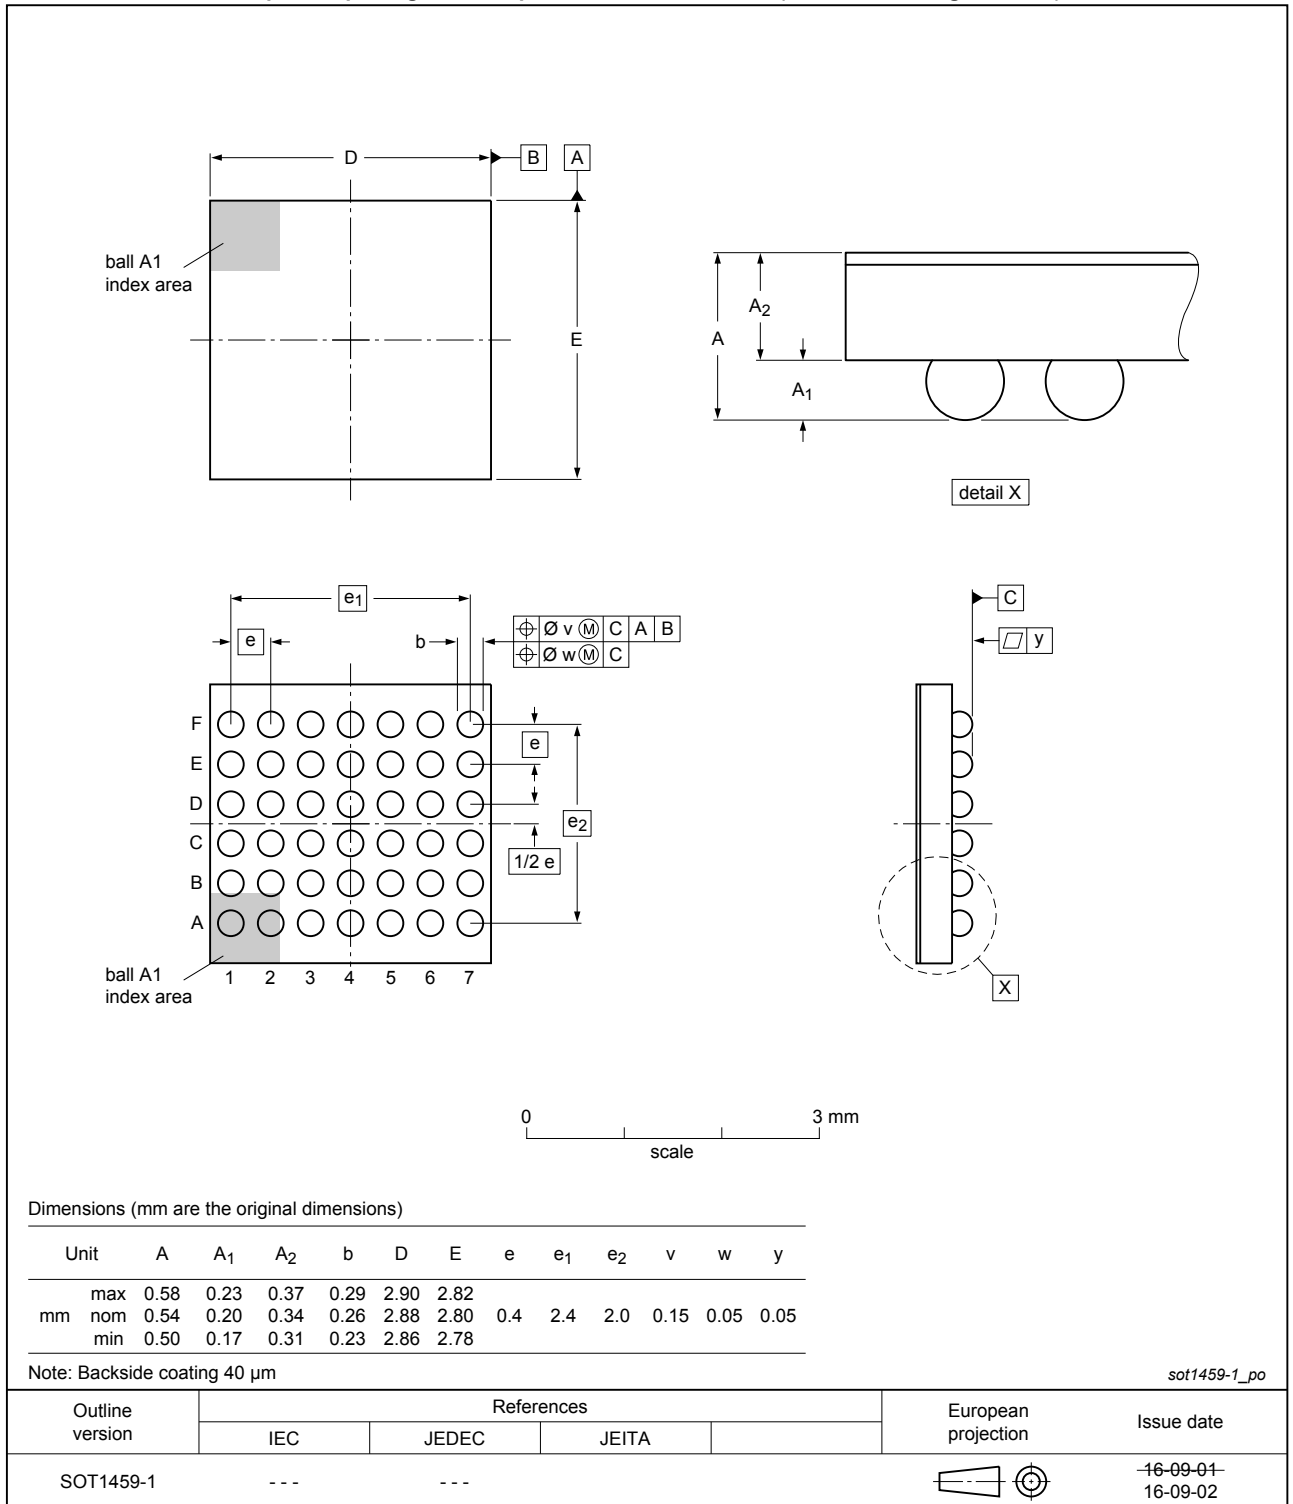 D
B
A
ball A1
index area
E
A
A2
A1
detail X
e1
e
b
Ø v Ⓜ C A B
Ø w Ⓜ C
C
y
F
E
D
C
B
A
e
e2
1/2 e
ball A1
index area
1 2 3 4 5 6 7
X
0 3 mm
scale
Dimensions (mm are the original dimensions)
Unit A A1 A2 b D E e e1 e2 v w y
max 0.58 0.23 0.37 0.29 2.90 2.82
mm nom 0.54 0.20 0.34 0.26 2.88 2.80 0.4 2.4 2.0 0.15 0.05 0.05
min 0.50 0.17 0.31 0.23 2.86 2.78
Note: Backside coating 40 µm
sot1459-1_po
Outline version
References
European projection
Issue date
IEC JEDEC JEITA
SOT1459-1 - - - - - -
16-09-01
16-09-02